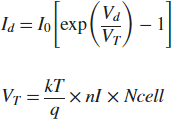 I_d = I_0 [exp(V_d / V_T) − 1]
V_T = kT / q × nI × Ncell